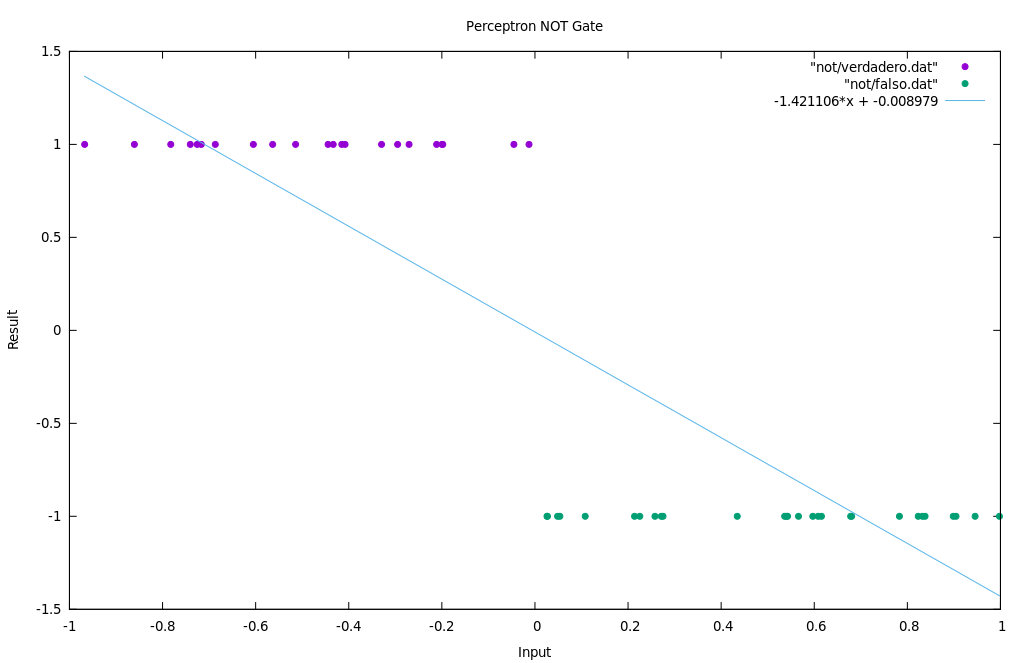 Perceptron NOT Gate
"not/verdadero.dat"
"not/falso.dat"
-1.421106*x + -0.008979
1.5
1
0.5
0
-0.5
-1
-1.5
Result
-1 -0.8 -0.6 -0.4 -0.2 0 0.2 0.4 0.6 0.8 1
Input